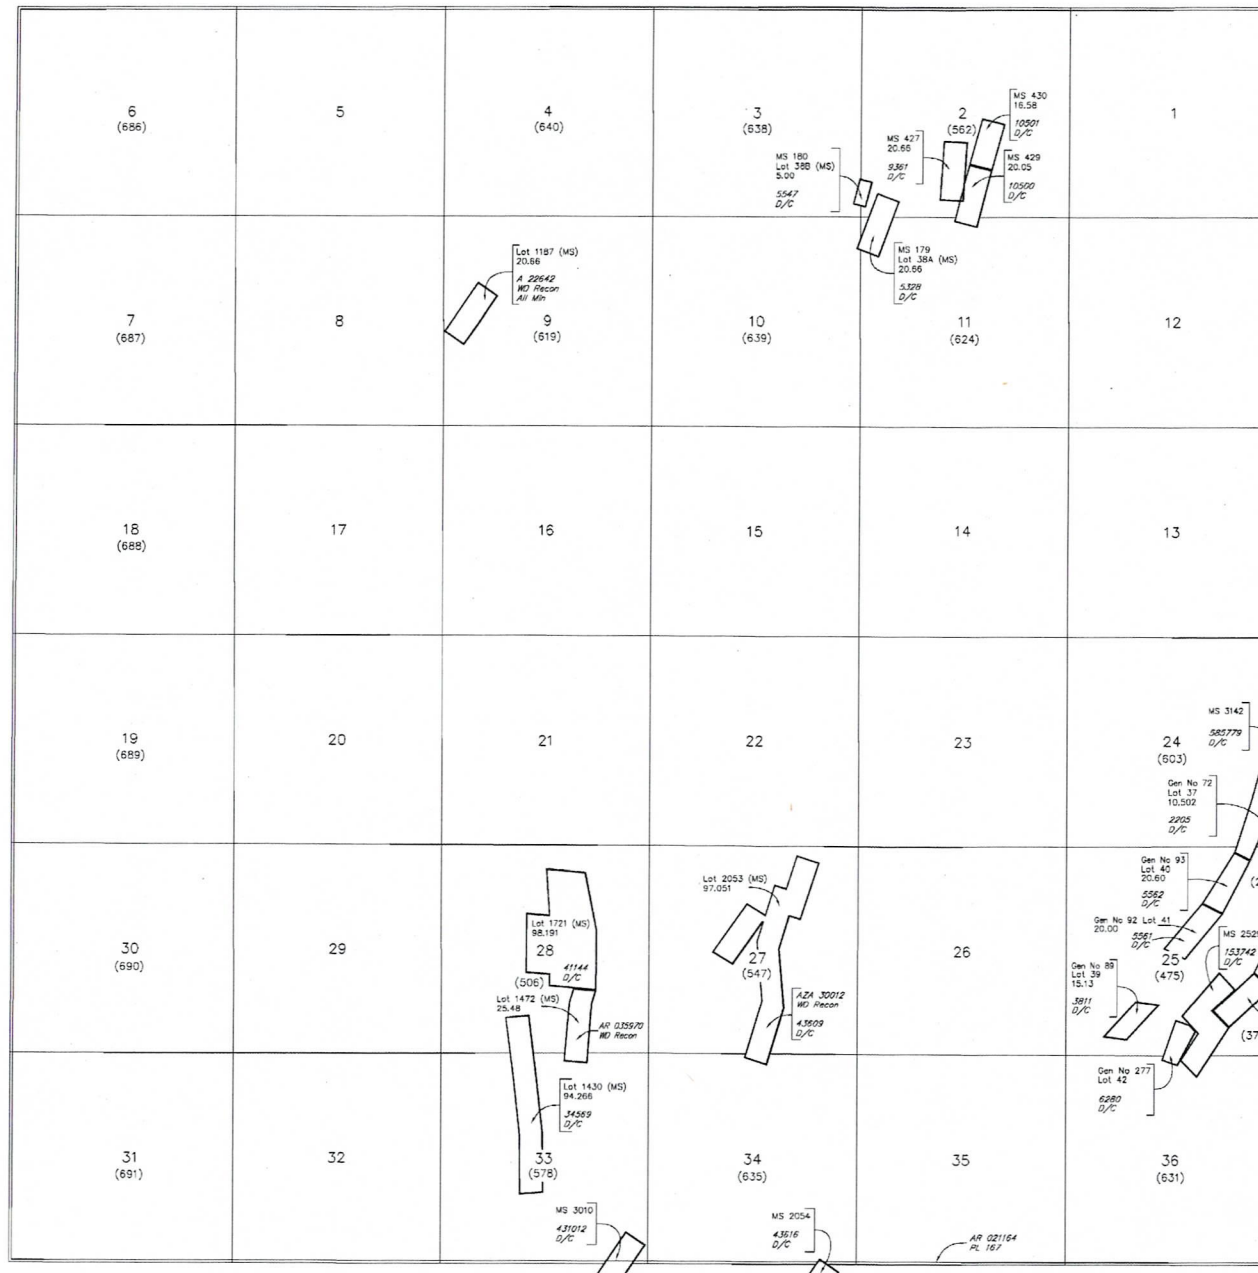 6
(686)
5
4
(640)
3
(638)
2
(562)
1
MS 430
16.58
10501
D/C
MS 427
20.66
9361
D/C
MS 429
20.05
10500
D/C
MS 180
Lot 38B (MS)
5.00
5547
D/C
MS 179
Lot 38A (MS)
20.66
5328
D/C
Lot 1187 (MS)
20.66
A 22642
WD Recon
All Min
7
(687)
8
9
(619)
10
(639)
11
(624)
12
18
(688)
17
16
15
14
13
19
(689)
20
21
22
23
24
(603)
MS 3142
585779
D/C
Gen No 72
Lot 37
10.502
2205
D/C
Gen No 93
Lot 40
20.60
5562
D/C
(2
Gen No 92 Lot 41
20.00
5561
D/C
MS 2529
153742
D/C
Gen No 89
Lot 39
15.13
3811
D/C
25
(475)
(37
Gen No 277
Lot 42
6280
D/C
30
(690)
29
Lot 1721 (MS)
98.191
28
41144
D/C
(506)
Lot 1472 (MS)
25.48
AR 035970
WD Recon
Lot 2053 (MS)
97.051
27
(547)
AZA 30012
WD Recon
43609
D/C
26
31
(691)
32
Lot 1430 (MS)
94.266
34569
D/C
33
(578)
34
(635)
35
36
(631)
MS 3010
431012
D/C
MS 2054
43616
D/C
AR 021164
PL 167